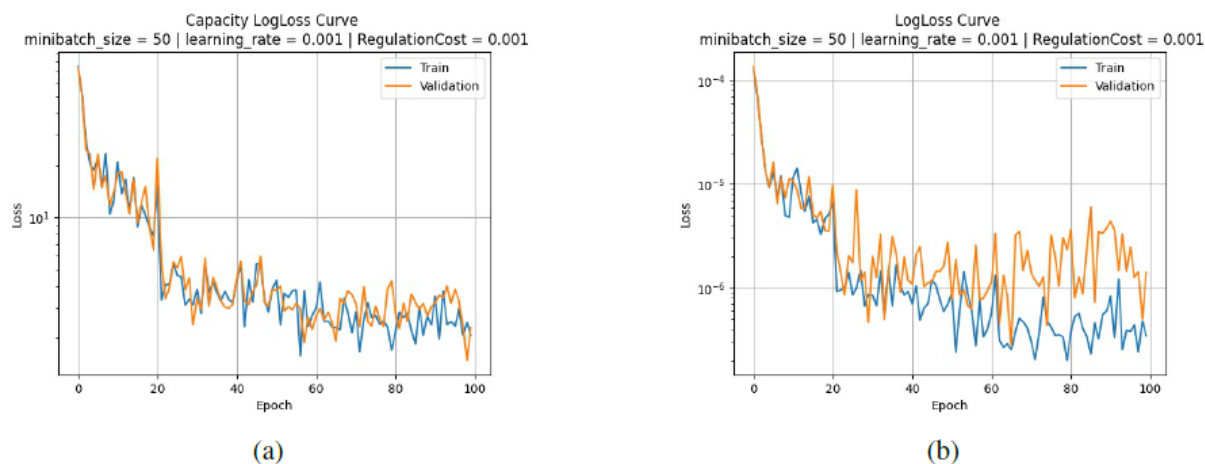 Capacity LogLoss Curve
minibatch_size = 50 | learning_rate = 0.001 | RegulationCost = 0.001
Train
Validation
Loss
10¹
0 20 40 60 80 100
Epoch
(a)
LogLoss Curve
minibatch_size = 50 | learning_rate = 0.001 | RegulationCost = 0.001
Train
Validation
Loss
10⁻⁴
10⁻⁵
10⁻⁶
0 20 40 60 80 100
Epoch
(b)